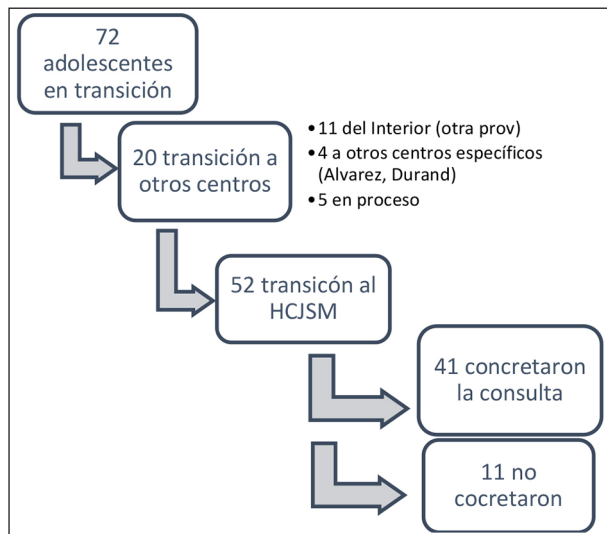 72
adolescentes
en transición
20 transición a
otros centros
• 11 del Interior (otra prov)
• 4 a otros centros específicos
(Alvarez, Durand)
• 5 en proceso
52 transicón al
HCJSM
41 concretaron
la consulta
11 no
cocretaron